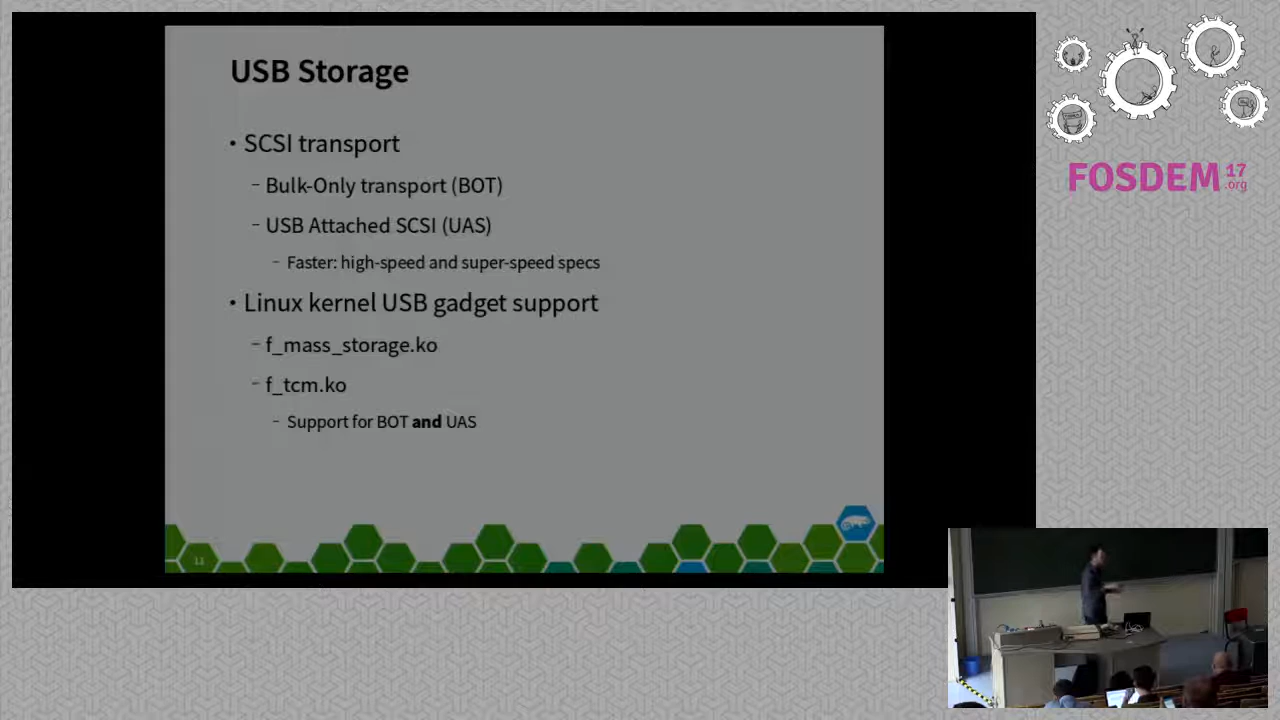 USB Storage
• SCSI transport
– Bulk-Only transport (BOT)
– USB Attached SCSI (UAS)
– Faster: high-speed and super-speed specs
• Linux kernel USB gadget support
– f_mass_storage.ko
– f_tcm.ko
– Support for BOT and UAS
11
FOSDEM 17
.org